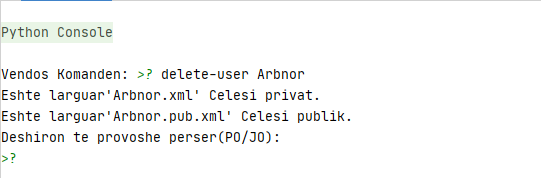 Python Console
Vendos Komanden: >? delete-user Arbnor
Eshte larguar'Arbnor.xml' Celesi privat.
Eshte larguar'Arbnor.pub.xml' Celesi publik.
Deshiron te provoshe perser(PO/JO):
>?